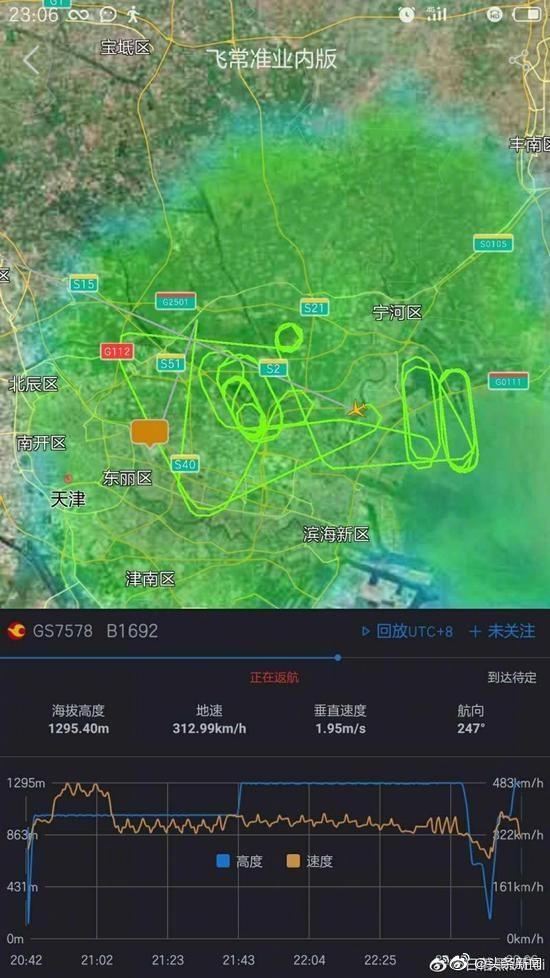 23:06
G1
HD
宝坻区
飞常准业内版
丰南区
S0105
S15
G2501
S21
宁河区
区
G112
S51
S2
北辰区
G0111
南开区
东丽区
S40
天津
滨海新区
津南区
GS7578 B1692 回放UTC+8 + 未关注
正在返航 到达待定
海拔高度 地速 垂直速度 航向
1295.40m 312.99km/h 1.95m/s 247°
1295m 483km/h
863m 322km/h
高度 速度
431m 161km/h
0m 0km/h
20:42 21:02 21:23 21:43 22:04 22:25